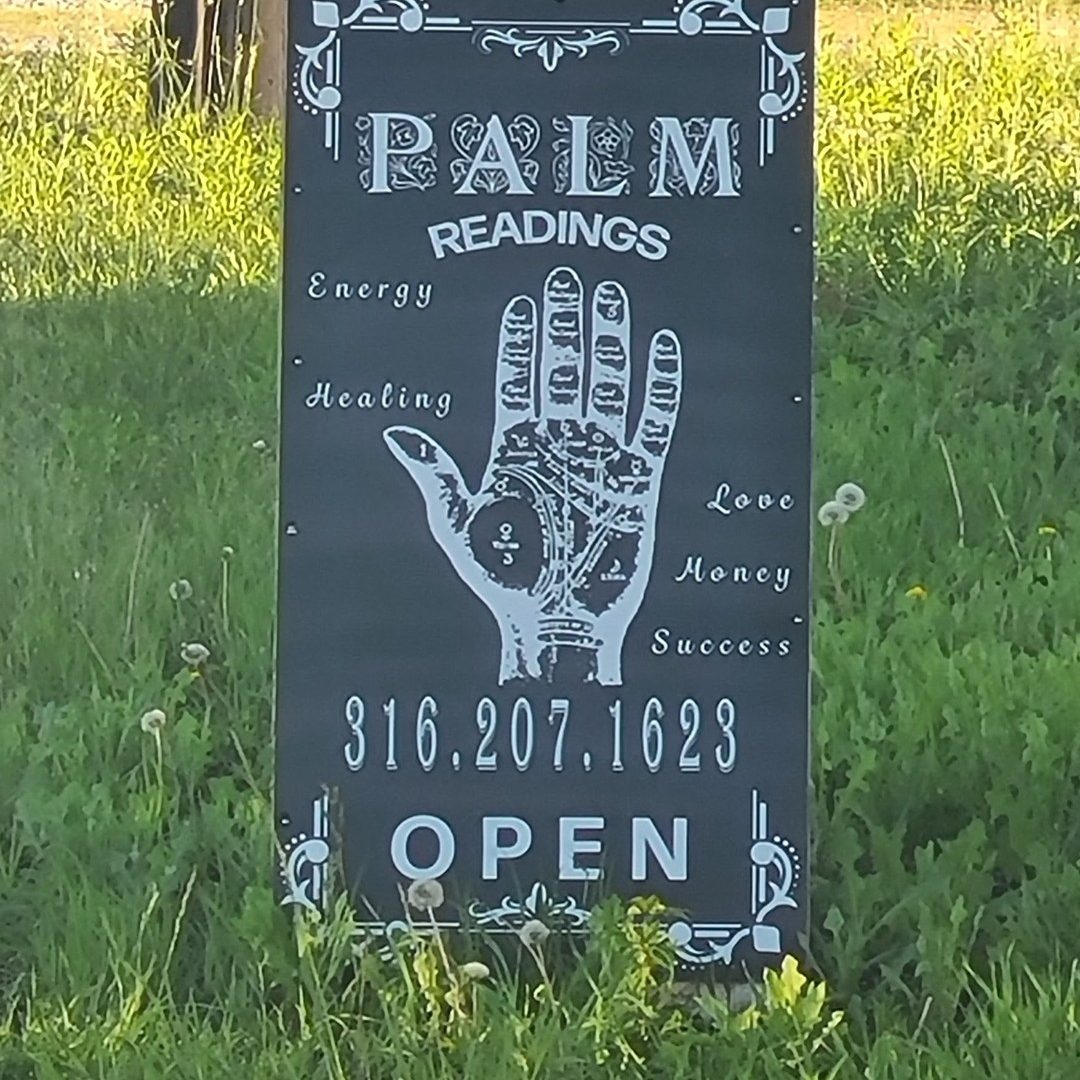 PALM
READINGS
Energy
Healing
Love
Money
Success
316.207.1623
OPEN